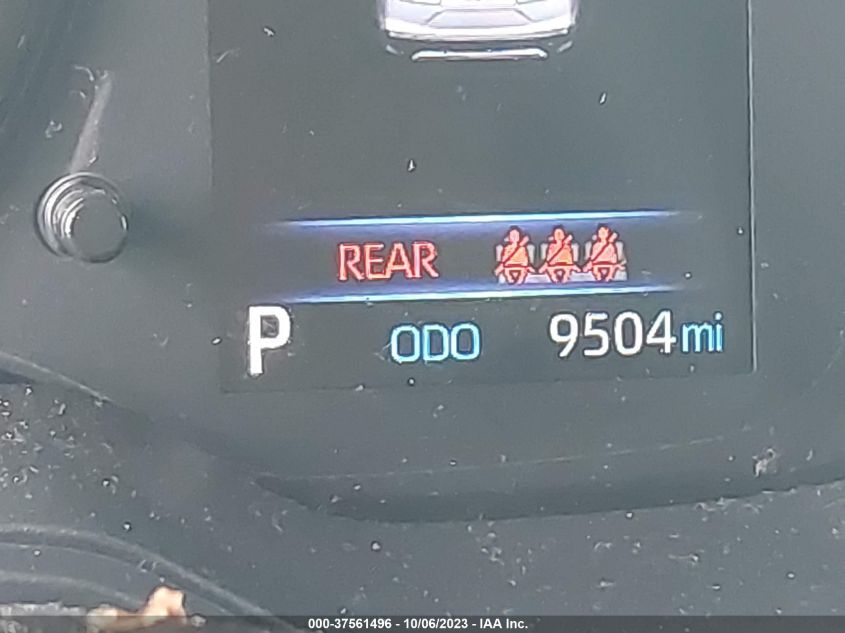 REAR
P ODO 9504 mi
000-37561496 - 10/06/2023 - IAA Inc.